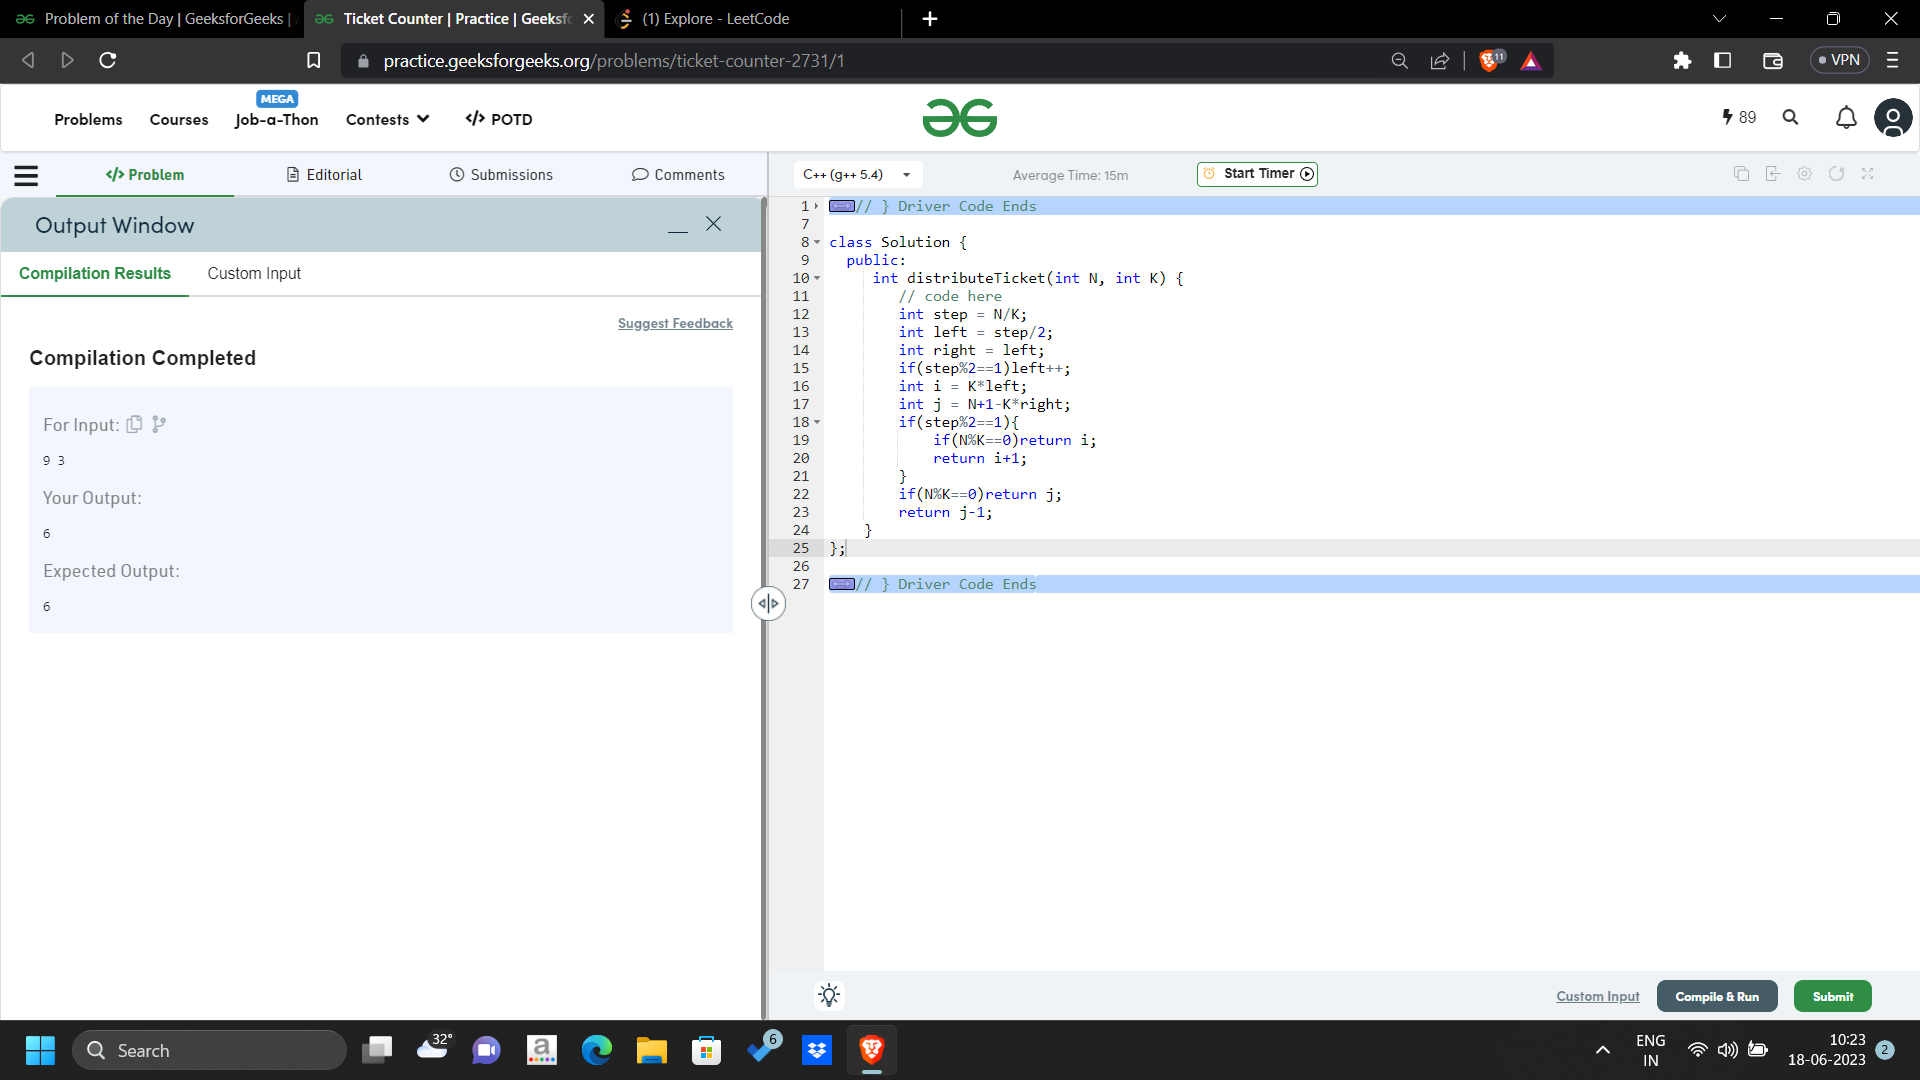 Problem of the Day | GeeksforGeeks |
Ticket Counter | Practice | Geeksfo
(1) Explore - LeetCode
practice.geeksforgeeks.org/problems/ticket-counter-2731/1
11
VPN
Problems
Courses
MEGA
Job-a-Thon
Contests
</> POTD
89
</> Problem
Editorial
Submissions
Comments
C++ (g++ 5.4)
Average Time: 15m
Start Timer
Output Window
Compilation Results
Custom Input
Suggest Feedback
Compilation Completed
For Input:
9 3
Your Output:
6
Expected Output:
6
1 // } Driver Code Ends
7
8 class Solution {
9 public:
10 int distributeTicket(int N, int K) {
11 // code here
12 int step = N/K;
13 int left = step/2;
14 int right = left;
15 if(step%2==1)left++;
16 int i = K*left;
17 int j = N+1-K*right;
18 if(step%2==1){
19 if(N%K==0)return i;
20 return i+1;
21 }
22 if(N%K==0)return j;
23 return j-1;
24 }
25 };
26
27 // } Driver Code Ends
Custom Input
Compile & Run
Submit
Search
32°
a
6
ENG
IN
10:23
18-06-2023
2